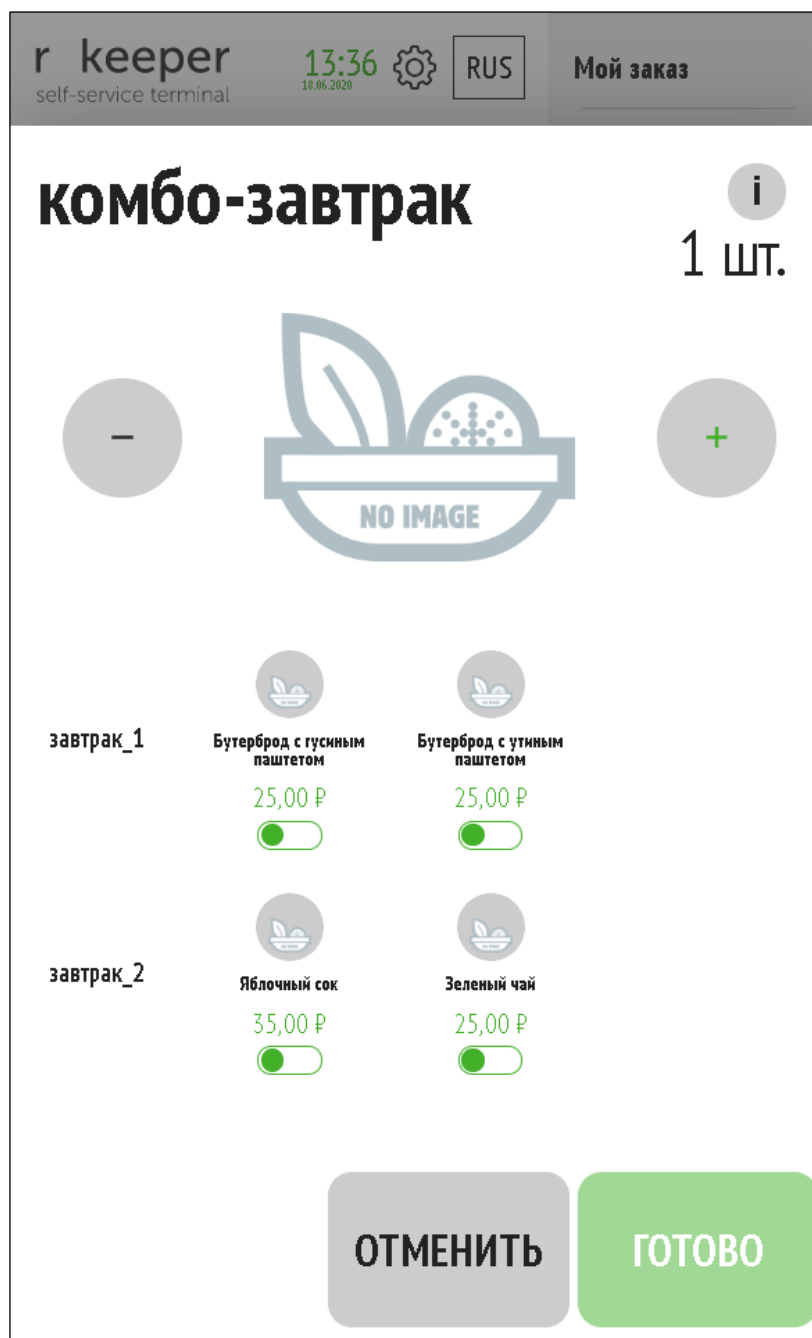 r keeper
self-service terminal
13:36
18.06.2020
RUS
Мой заказ
комбо-завтрак
i
1 шт.
–
NO IMAGE
+
завтрак_1
Бутерброд с гусиным
паштетом
25,00 ₽
Бутерброд с утиным
паштетом
25,00 ₽
завтрак_2
Яблочный сок
35,00 ₽
Зеленый чай
25,00 ₽
ОТМЕНИТЬ
ГОТОВО